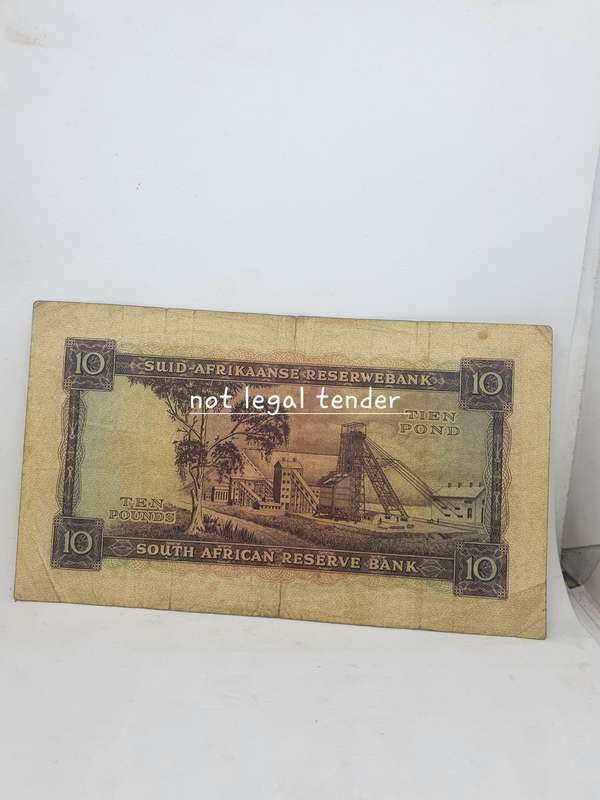 10
SUID-AFRIKAANSE RESERWEBANK
10
not legal tender
TIEN
POND
TEN
POUNDS
10
SOUTH AFRICAN RESERVE BANK
10